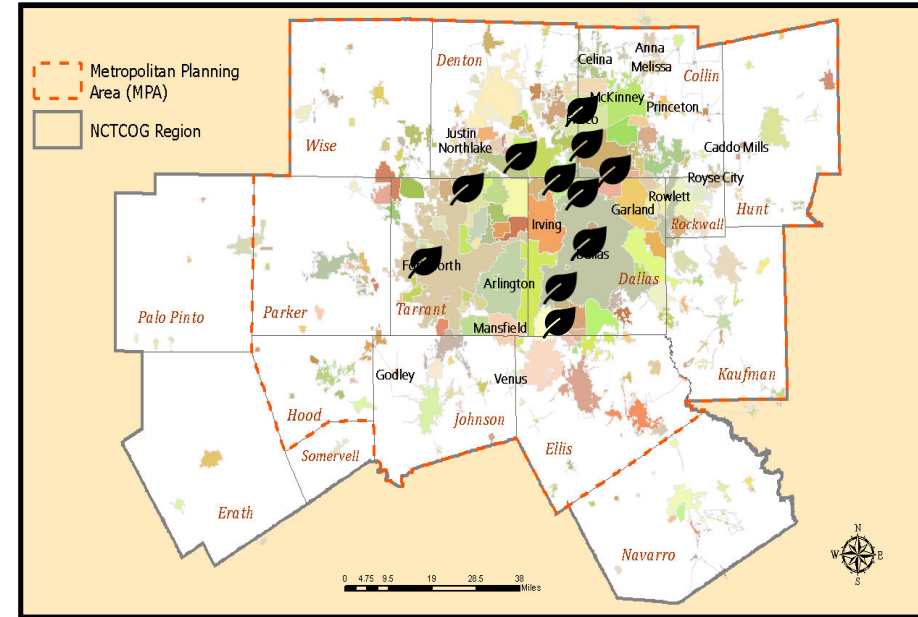 Metropolitan Planning
Area (MPA)
NCTCOG Region
Denton
Celina
Anna
Melissa
Collin
McKinney
Princeton
Justin
Northlake
Wise
Caddo Mills
Royse City
Rowlett
Garland
Rockwall
Hunt
Irving
Dallas
Arlington
Dallas
Palo Pinto
Parker
Tarrant
Mansfield
Godley
Venus
Kaufman
Hood
Johnson
Somervell
Ellis
Erath
Navarro
N
W E
S
0 4.75 9.5 19 28.5 38
Miles